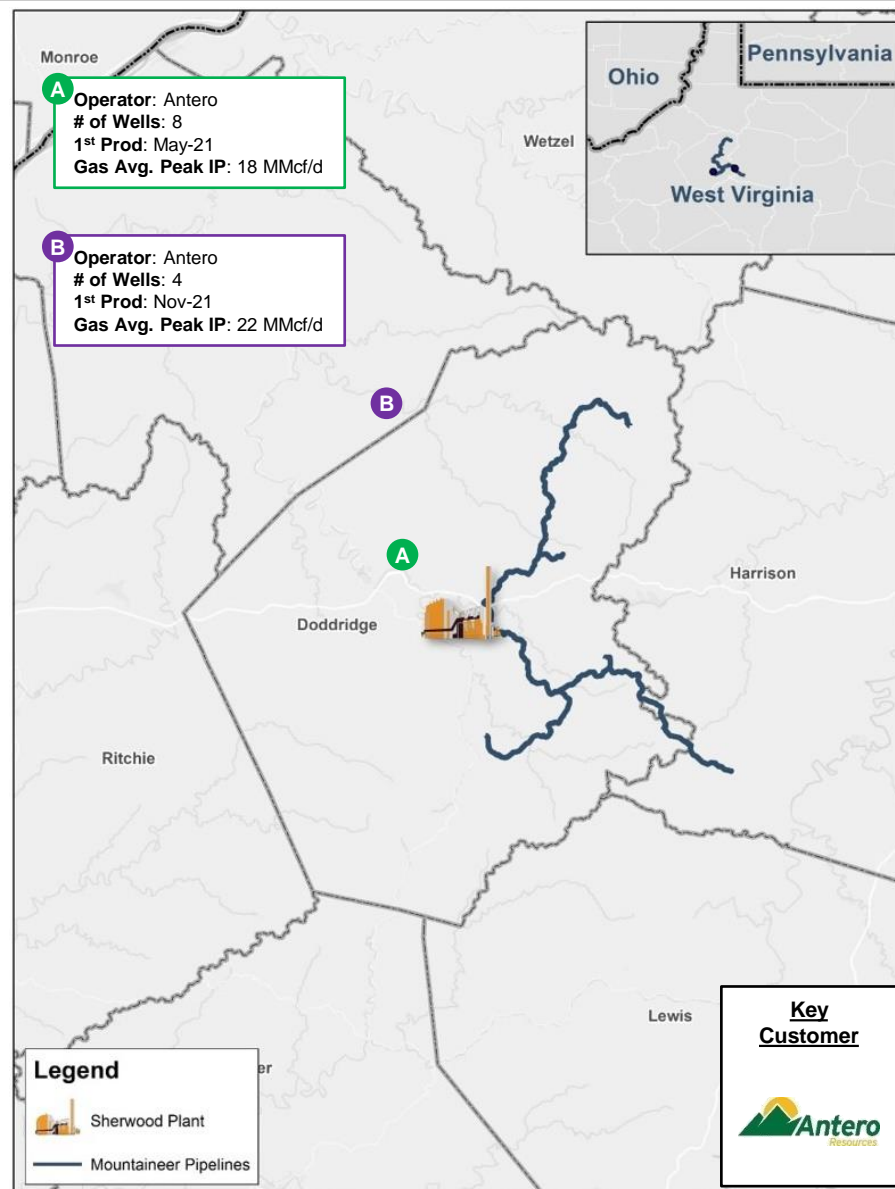 Monroe
A
Operator: Antero
# of Wells: 8
1st Prod: May-21
Gas Avg. Peak IP: 18 MMcf/d
Ohio
Pennsylvania
West Virginia
Wetzel
B
Operator: Antero
# of Wells: 4
1st Prod: Nov-21
Gas Avg. Peak IP: 22 MMcf/d
B
A
Harrison
Doddridge
Ritchie
Lewis
er
Legend
Sherwood Plant
Mountaineer Pipelines
Key
Customer
Antero
Resources